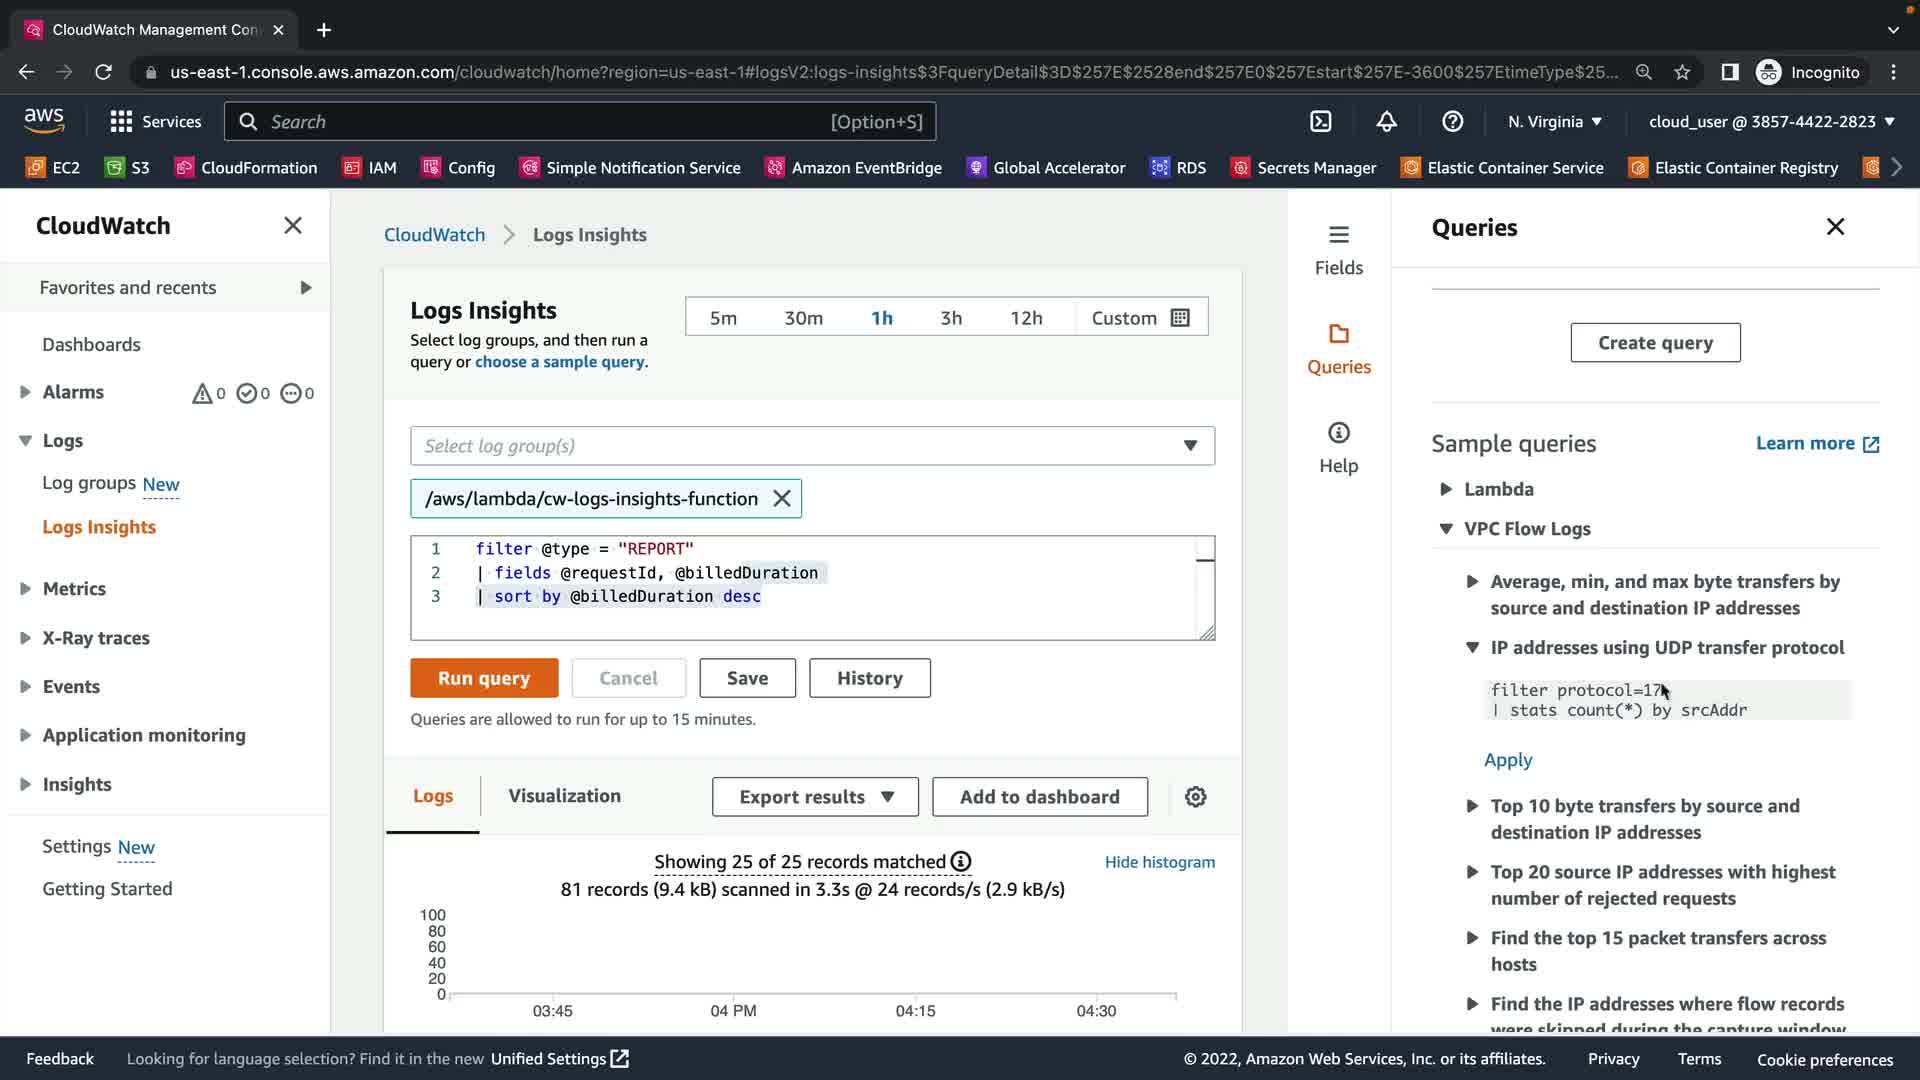 CloudWatch Management Con
us-east-1.console.aws.amazon.com/cloudwatch/home?region=us-east-1#logsV2:logs-insights$3FqueryDetail$3D$257E$2528end$257E0$257Estart$257E-3600$257EtimeType$25...
Incognito
aws
Services
Search
[Option+S]
N. Virginia
cloud_user @ 3857-4422-2823
EC2
S3
CloudFormation
IAM
Config
Simple Notification Service
Amazon EventBridge
Global Accelerator
RDS
Secrets Manager
Elastic Container Service
Elastic Container Registry
CloudWatch
Favorites and recents
Dashboards
Alarms
0
0
0
Logs
Log groups New
Logs Insights
Metrics
X-Ray traces
Events
Application monitoring
Insights
Settings New
Getting Started
CloudWatch
Logs Insights
Logs Insights
Select log groups, and then run a
query or choose a sample query.
5m
30m
1h
3h
12h
Custom
Select log group(s)
/aws/lambda/cw-logs-insights-function
1 filter @type = "REPORT"
2 | fields @requestId, @billedDuration
3 | sort by @billedDuration desc
Run query
Cancel
Save
History
Queries are allowed to run for up to 15 minutes.
Logs
Visualization
Export results
Add to dashboard
Showing 25 of 25 records matched
Hide histogram
81 records (9.4 kB) scanned in 3.3s @ 24 records/s (2.9 kB/s)
100
80
60
40
20
0
03:45
04 PM
04:15
04:30
Fields
Queries
Help
Queries
Create query
Sample queries
Learn more
Lambda
VPC Flow Logs
Average, min, and max byte transfers by
source and destination IP addresses
IP addresses using UDP transfer protocol
filter protocol=17
| stats count(*) by srcAddr
Apply
Top 10 byte transfers by source and
destination IP addresses
Top 20 source IP addresses with highest
number of rejected requests
Find the top 15 packet transfers across
hosts
Find the IP addresses where flow records
were skipped during the capture window
Feedback
Looking for language selection? Find it in the new Unified Settings
© 2022, Amazon Web Services, Inc. or its affiliates.
Privacy
Terms
Cookie preferences